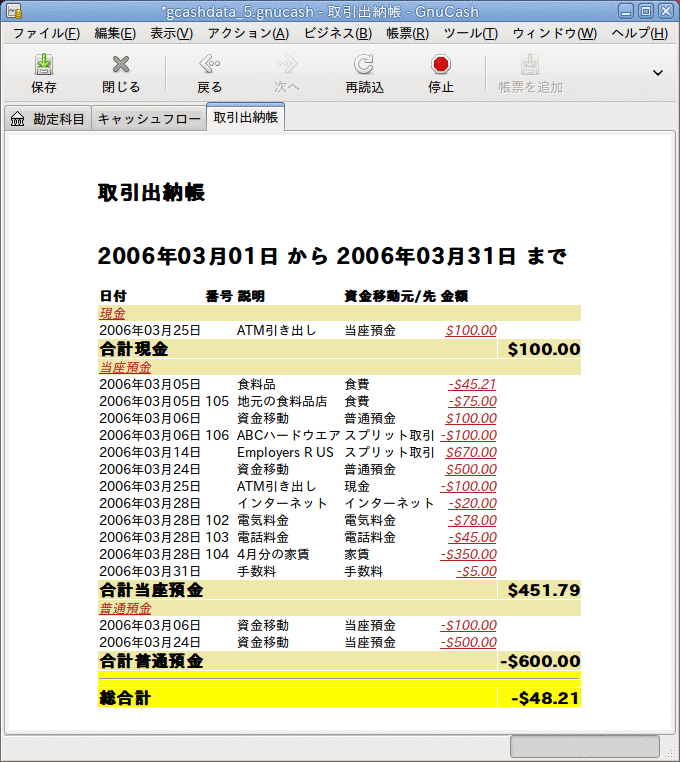 *gcashdata_5.gnucash - 取引出納帳 - GnuCash
ファイル(F) 編集(E) 表示(V) アクション(A) ビジネス(B) 帳票(R) ツール(T) ウィンドウ(W) ヘルプ(H)
保存 閉じる 戻る 次へ 再読込 停止 帳票を追加
勘定科目 キャッシュフロー 取引出納帳
取引出納帳
2006年03月01日 から 2006年03月31日 まで
日付 番号 説明 資金移動元/先 金額
現金
2006年03月25日 ATM引き出し 当座預金 $100.00
合計現金 $100.00
当座預金
2006年03月05日 食料品 食費 -$45.21
2006年03月05日 105 地元の食料品店 食費 -$75.00
2006年03月06日 資金移動 普通預金 $100.00
2006年03月06日 106 ABCハードウエア スプリット取引 -$100.00
2006年03月14日 Employers R US スプリット取引 $670.00
2006年03月24日 資金移動 普通預金 $500.00
2006年03月25日 ATM引き出し 現金 -$100.00
2006年03月28日 インターネット インターネット -$20.00
2006年03月28日 102 電気料金 電気料金 -$78.00
2006年03月28日 103 電話料金 電話料金 -$45.00
2006年03月28日 104 4月分の家賃 家賃 -$350.00
2006年03月31日 手数料 手数料 -$5.00
合計当座預金 $451.79
普通預金
2006年03月06日 資金移動 当座預金 -$100.00
2006年03月24日 資金移動 当座預金 -$500.00
合計普通預金 -$600.00
総合計 -$48.21